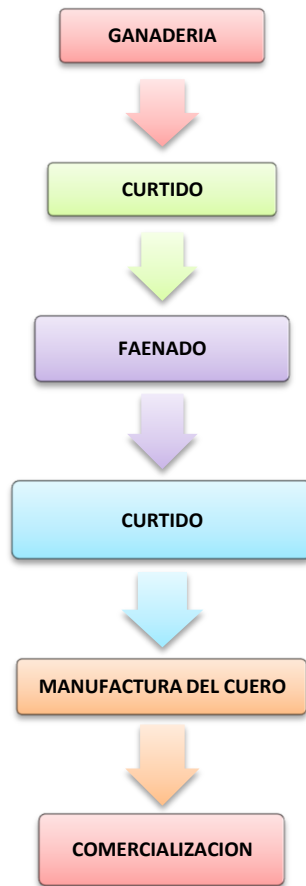 GANADERIA
CURTIDO
FAENADO
CURTIDO
MANUFACTURA DEL CUERO
COMERCIALIZACION